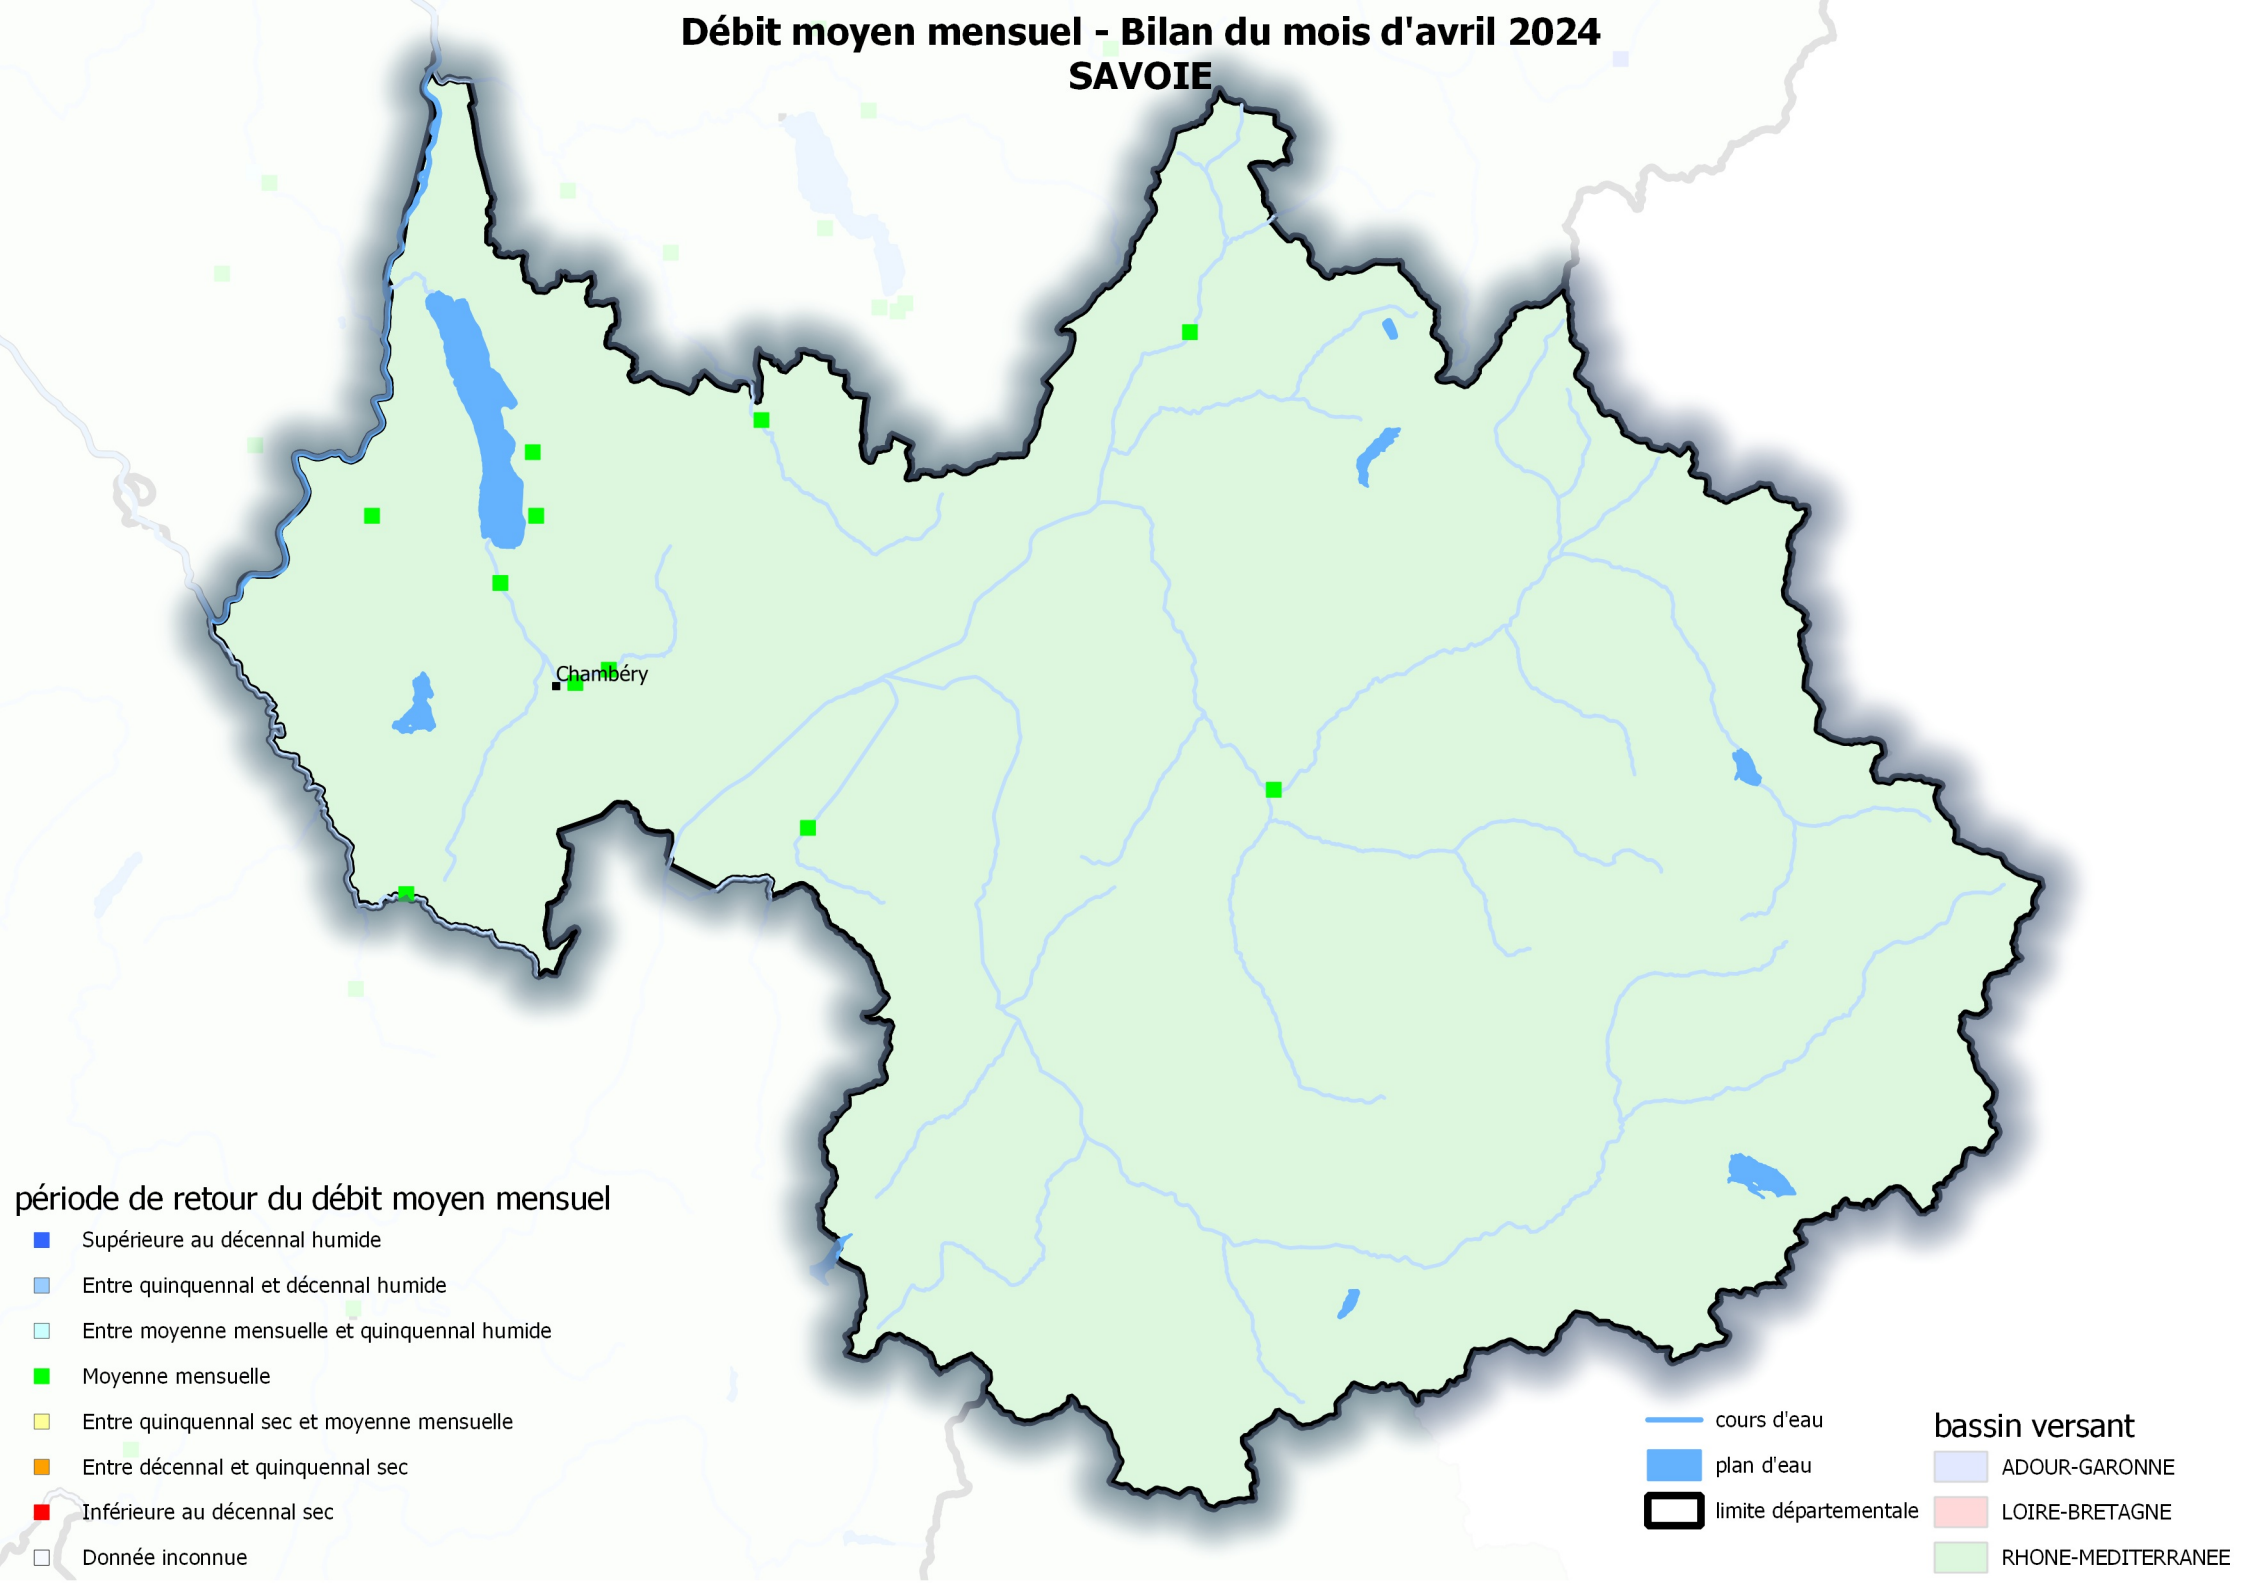 Débit moyen mensuel - Bilan du mois d'avril 2024
SAVOIE
Chambéry
période de retour du débit moyen mensuel
Supérieure au décennal humide
Entre quinquennal et décennal humide
Entre moyenne mensuelle et quinquennal humide
Moyenne mensuelle
Entre quinquennal sec et moyenne mensuelle
Entre décennal et quinquennal sec
Inférieure au décennal sec
Donnée inconnue
cours d'eau
plan d'eau
limite départementale
bassin versant
ADOUR-GARONNE
LOIRE-BRETAGNE
RHONE-MEDITERRANEE